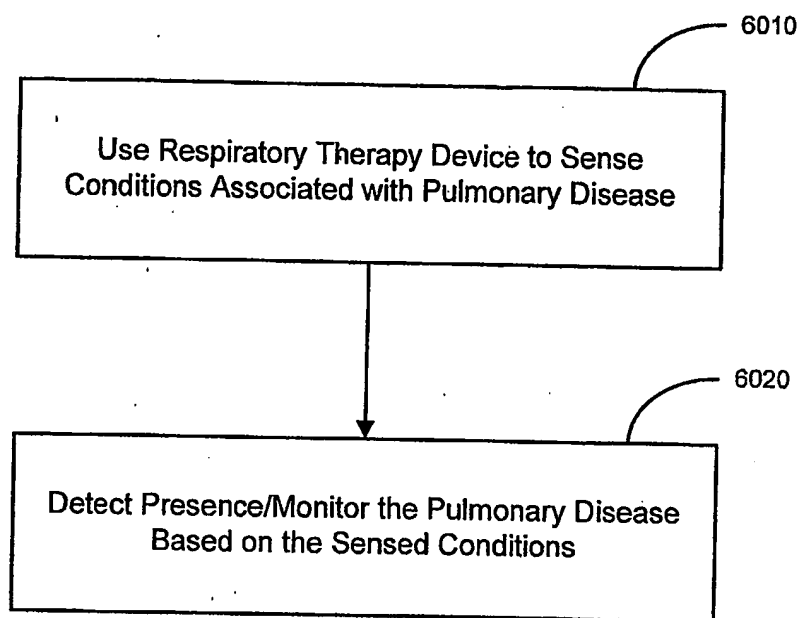 6010
Use Respiratory Therapy Device to Sense
Conditions Associated with Pulmonary Disease
6020
Detect Presence/Monitor the Pulmonary Disease
Based on the Sensed Conditions